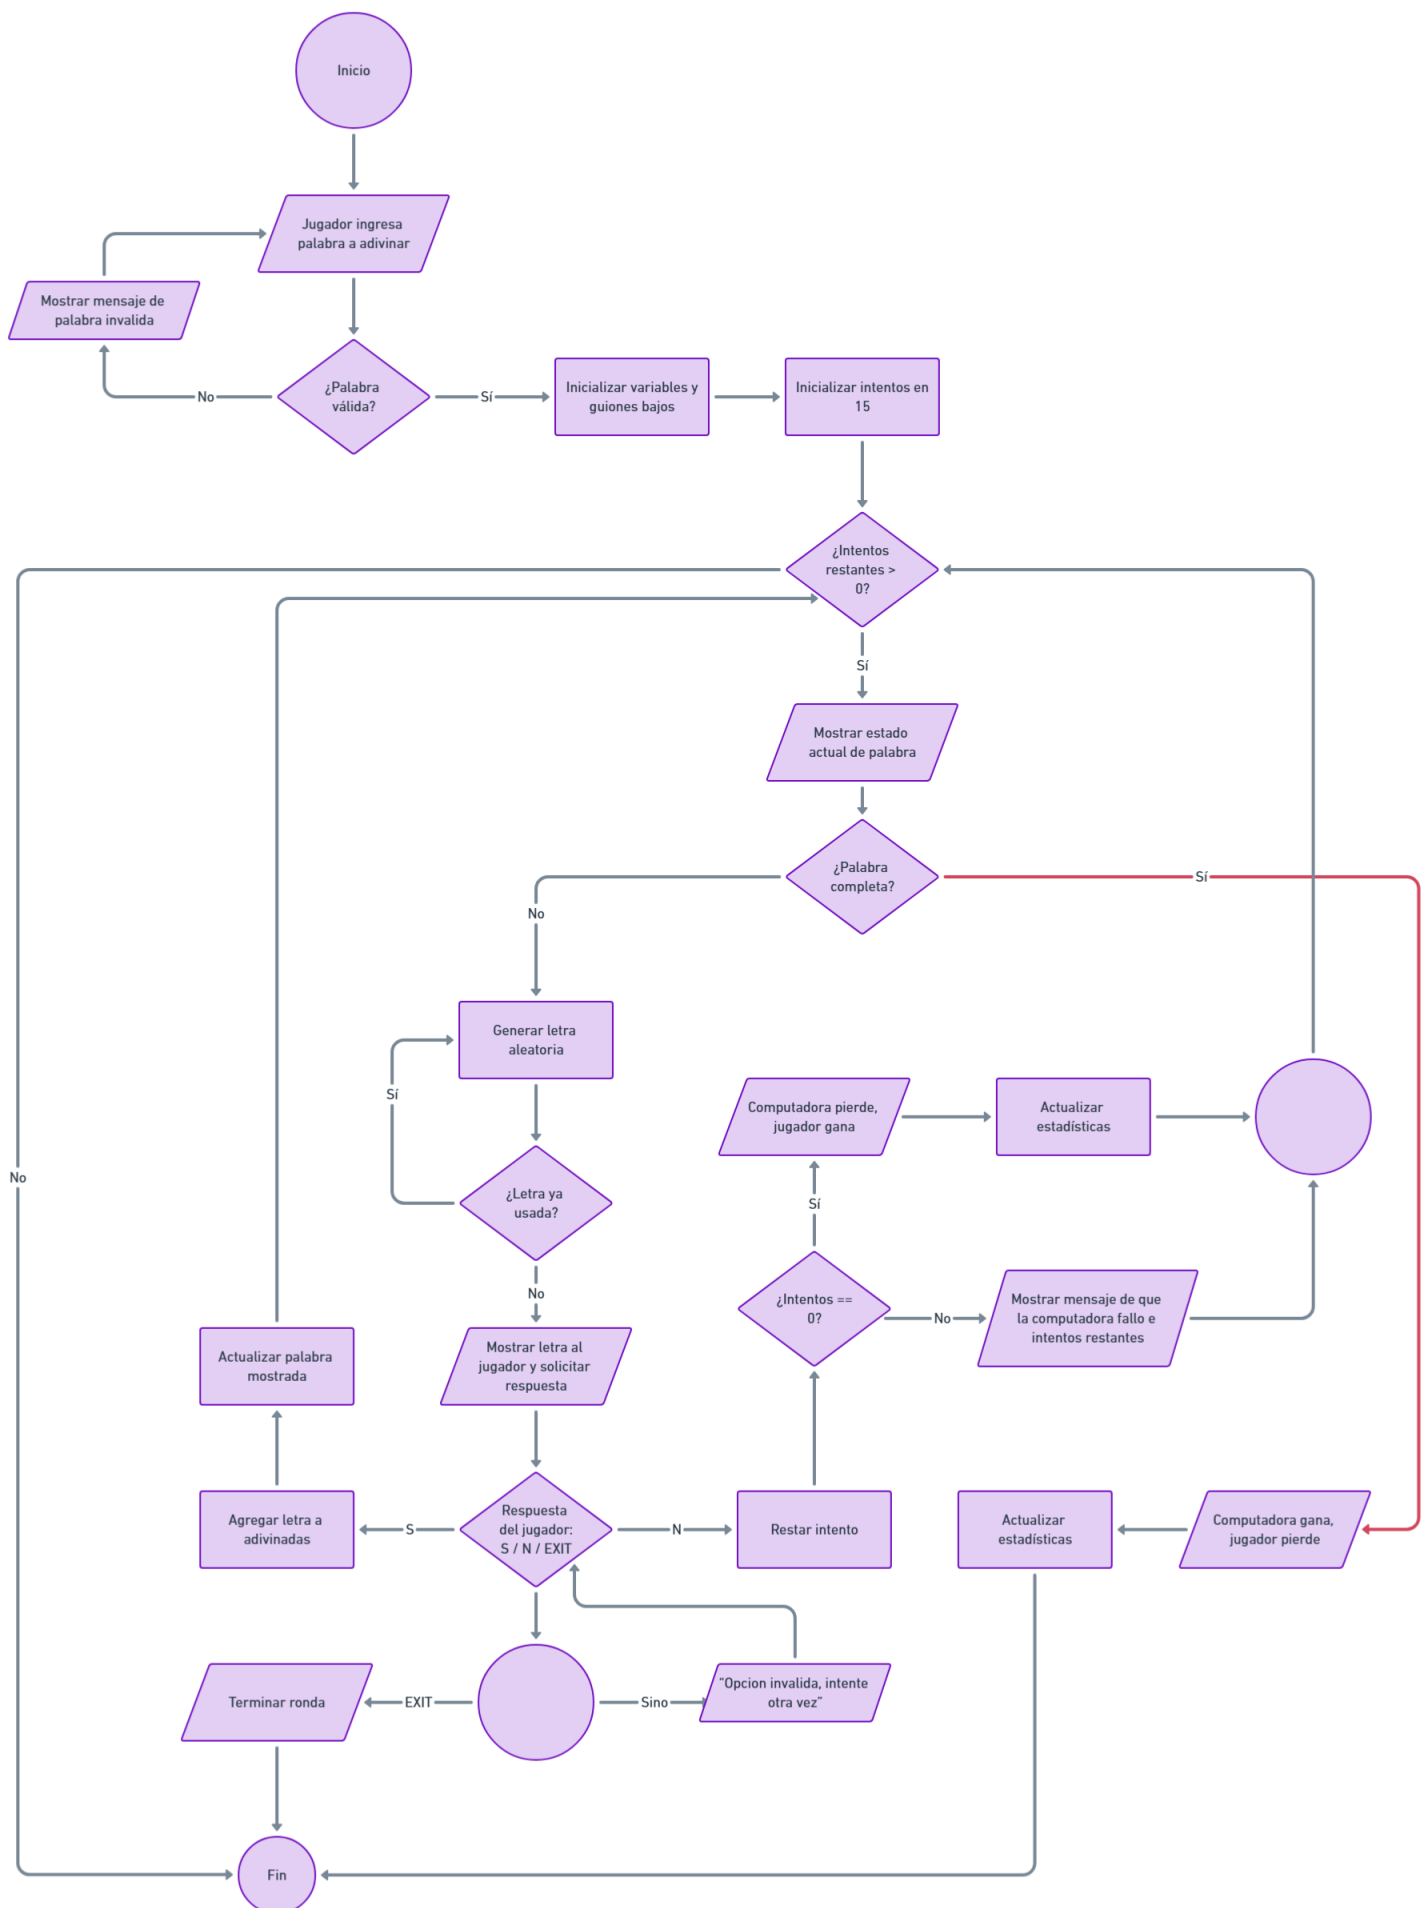 Inicio
Jugador ingresa
palabra a adivinar
Mostrar mensaje de
palabra invalida
¿Palabra
válida?
No
Sí
Inicializar variables y
guiones bajos
Inicializar intentos en
15
¿Intentos
restantes >
0?
Sí
Mostrar estado
actual de palabra
¿Palabra
completa?
Sí
No
Generar letra
aleatoria
Sí
Computadora pierde,
jugador gana
Actualizar
estadísticas
No
¿Letra ya
usada?
Sí
No
¿Intentos ==
0?
No
Mostrar mensaje de que
la computadora fallo e
intentos restantes
Actualizar palabra
mostrada
Mostrar letra al
jugador y solicitar
respuesta
Agregar letra a
adivinadas
S
Respuesta
del jugador:
S / N / EXIT
N
Restar intento
Actualizar
estadísticas
Computadora gana,
jugador pierde
Terminar ronda
EXIT
Sino
"Opcion invalida, intente
otra vez"
Fin